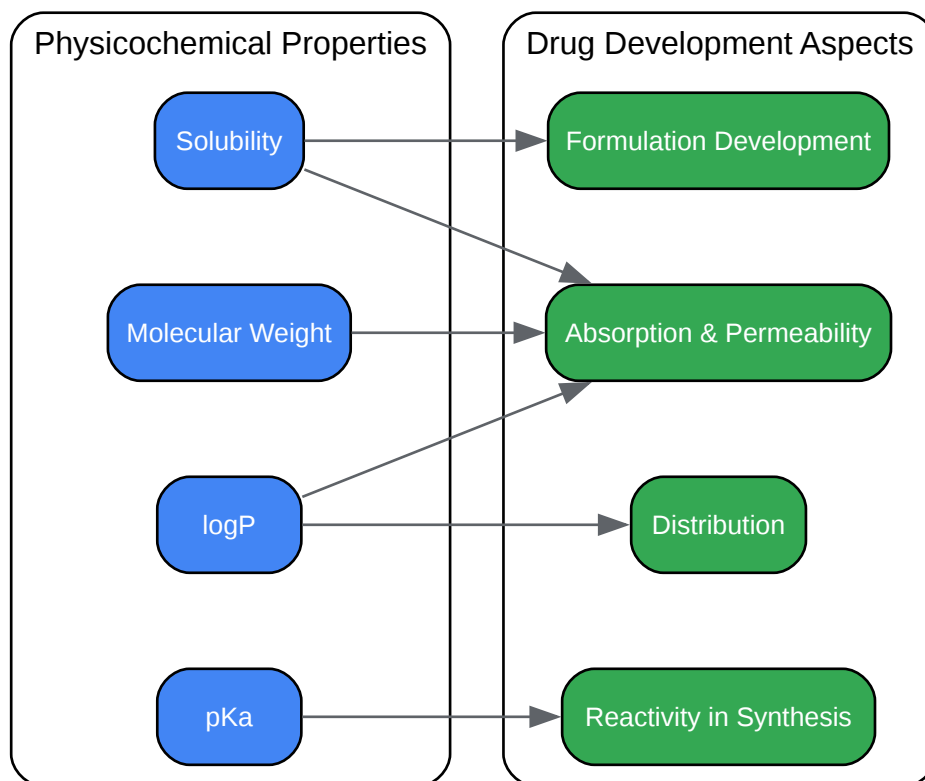 Physicochemical Properties
Drug Development Aspects
Solubility
Formulation Development
Molecular Weight
Absorption & Permeability
logP
Distribution
pKa
Reactivity in Synthesis